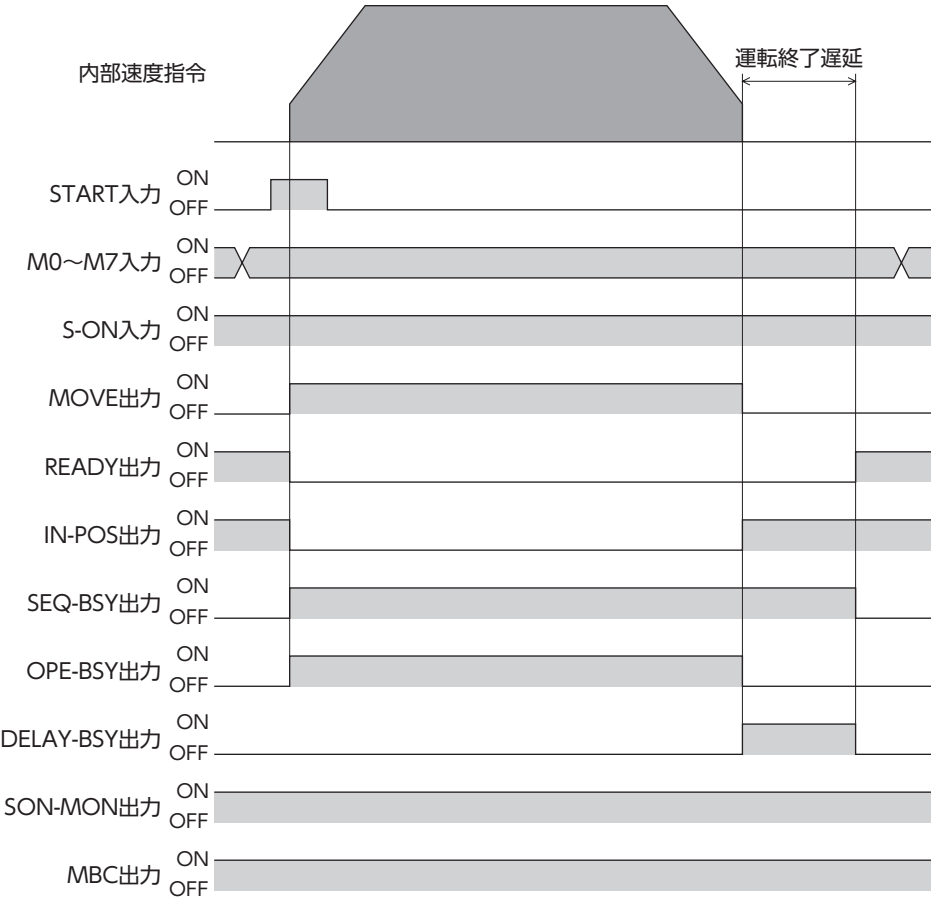 運転終了遅延
内部速度指令
START入力 ON
OFF
M0～M7入力 ON
OFF
S-ON入力 ON
OFF
MOVE出力 ON
OFF
READY出力 ON
OFF
IN-POS出力 ON
OFF
SEQ-BSY出力 ON
OFF
OPE-BSY出力 ON
OFF
DELAY-BSY出力 ON
OFF
SON-MON出力 ON
OFF
MBC出力 ON
OFF